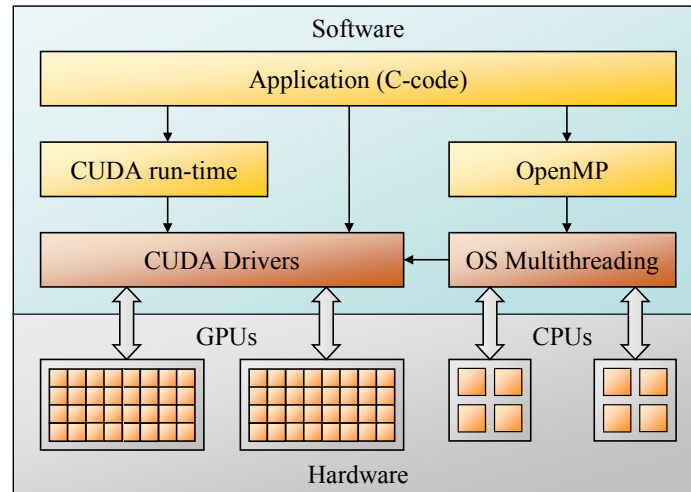 Software
Application (C-code)
CUDA run-time
OpenMP
CUDA Drivers
OS Multithreading
GPUs
CPUs
Hardware